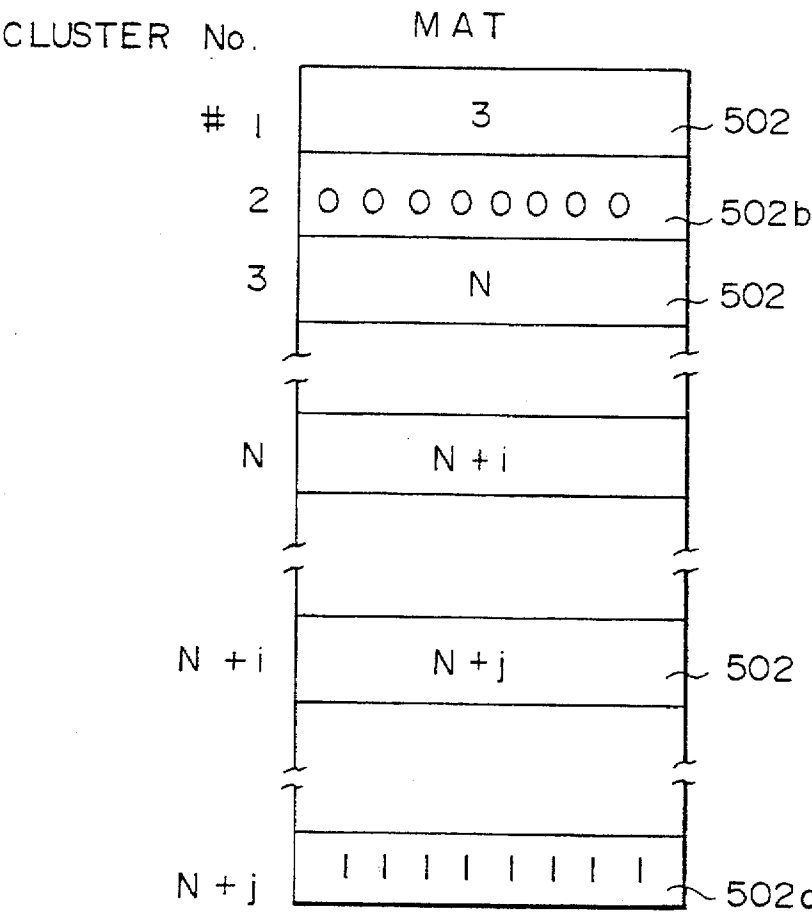 CLUSTER No. MAT
# 1 3 502
2 0 0 0 0 0 0 0 0 502b
3 N 502
N N + i
N + i N + j 502
N + j 1 1 1 1 1 1 1 1